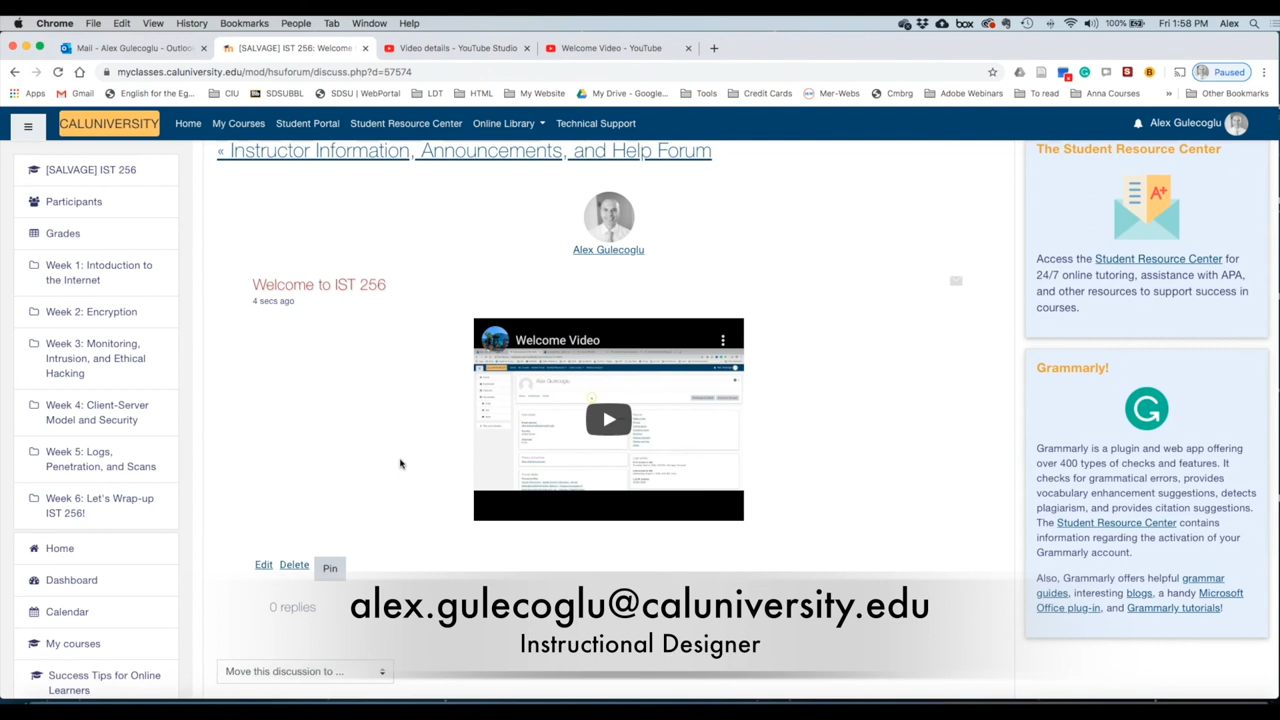 Chrome File Edit View History Bookmarks People Tab Window Help box 100% Fri 1:58 PM Alex
Mail - Alex Gulecoglu - Outloo
[SALVAGE] IST 256: Welcome
Video details - YouTube Studio
Welcome Video - YouTube
myclasses.caluniversity.edu/mod/hsuforum/discuss.php?d=57574
Paused
Apps Gmail English for the Eg... CIU SDSUBBL SDSU | WebPortal LDT HTML My Website My Drive - Google... Tools Credit Cards Mer-Webs Cmbrg Adobe Webinars To read Anna Courses » Other Bookmarks
CALUNIVERSITY Home My Courses Student Portal Student Resource Center Online Library Technical Support Alex Gulecoglu
[SALVAGE] IST 256
Participants
Grades
Week 1: Intoduction to
the Internet
Week 2: Encryption
Week 3: Monitoring,
Intrusion, and Ethical
Hacking
Week 4: Client-Server
Model and Security
Week 5: Logs,
Penetration, and Scans
Week 6: Let's Wrap-up
IST 256!
Home
Dashboard
Calendar
My courses
Success Tips for Online
Learners
« Instructor Information, Announcements, and Help Forum
Alex Gulecoglu
Welcome to IST 256
4 secs ago
Welcome Video
Alex Gulecoglu
Edit Delete Pin
0 replies
alex.gulecoglu@caluniversity.edu
Instructional Designer
Move this discussion to ...
The Student Resource Center
A+
Access the Student Resource Center for
24/7 online tutoring, assistance with APA,
and other resources to support success in
courses.
Grammarly!
G
Grammarly is a plugin and web app offering
over 400 types of checks and features. It
checks for grammatical errors, provides
vocabulary enhancement suggestions, detects
plagiarism, and provides citation suggestions.
The Student Resource Center contains
information regarding the activation of your
Grammarly account.
Also, Grammarly offers helpful grammar
guides, interesting blogs, a handy Microsoft
Office plug-in, and Grammarly tutorials!